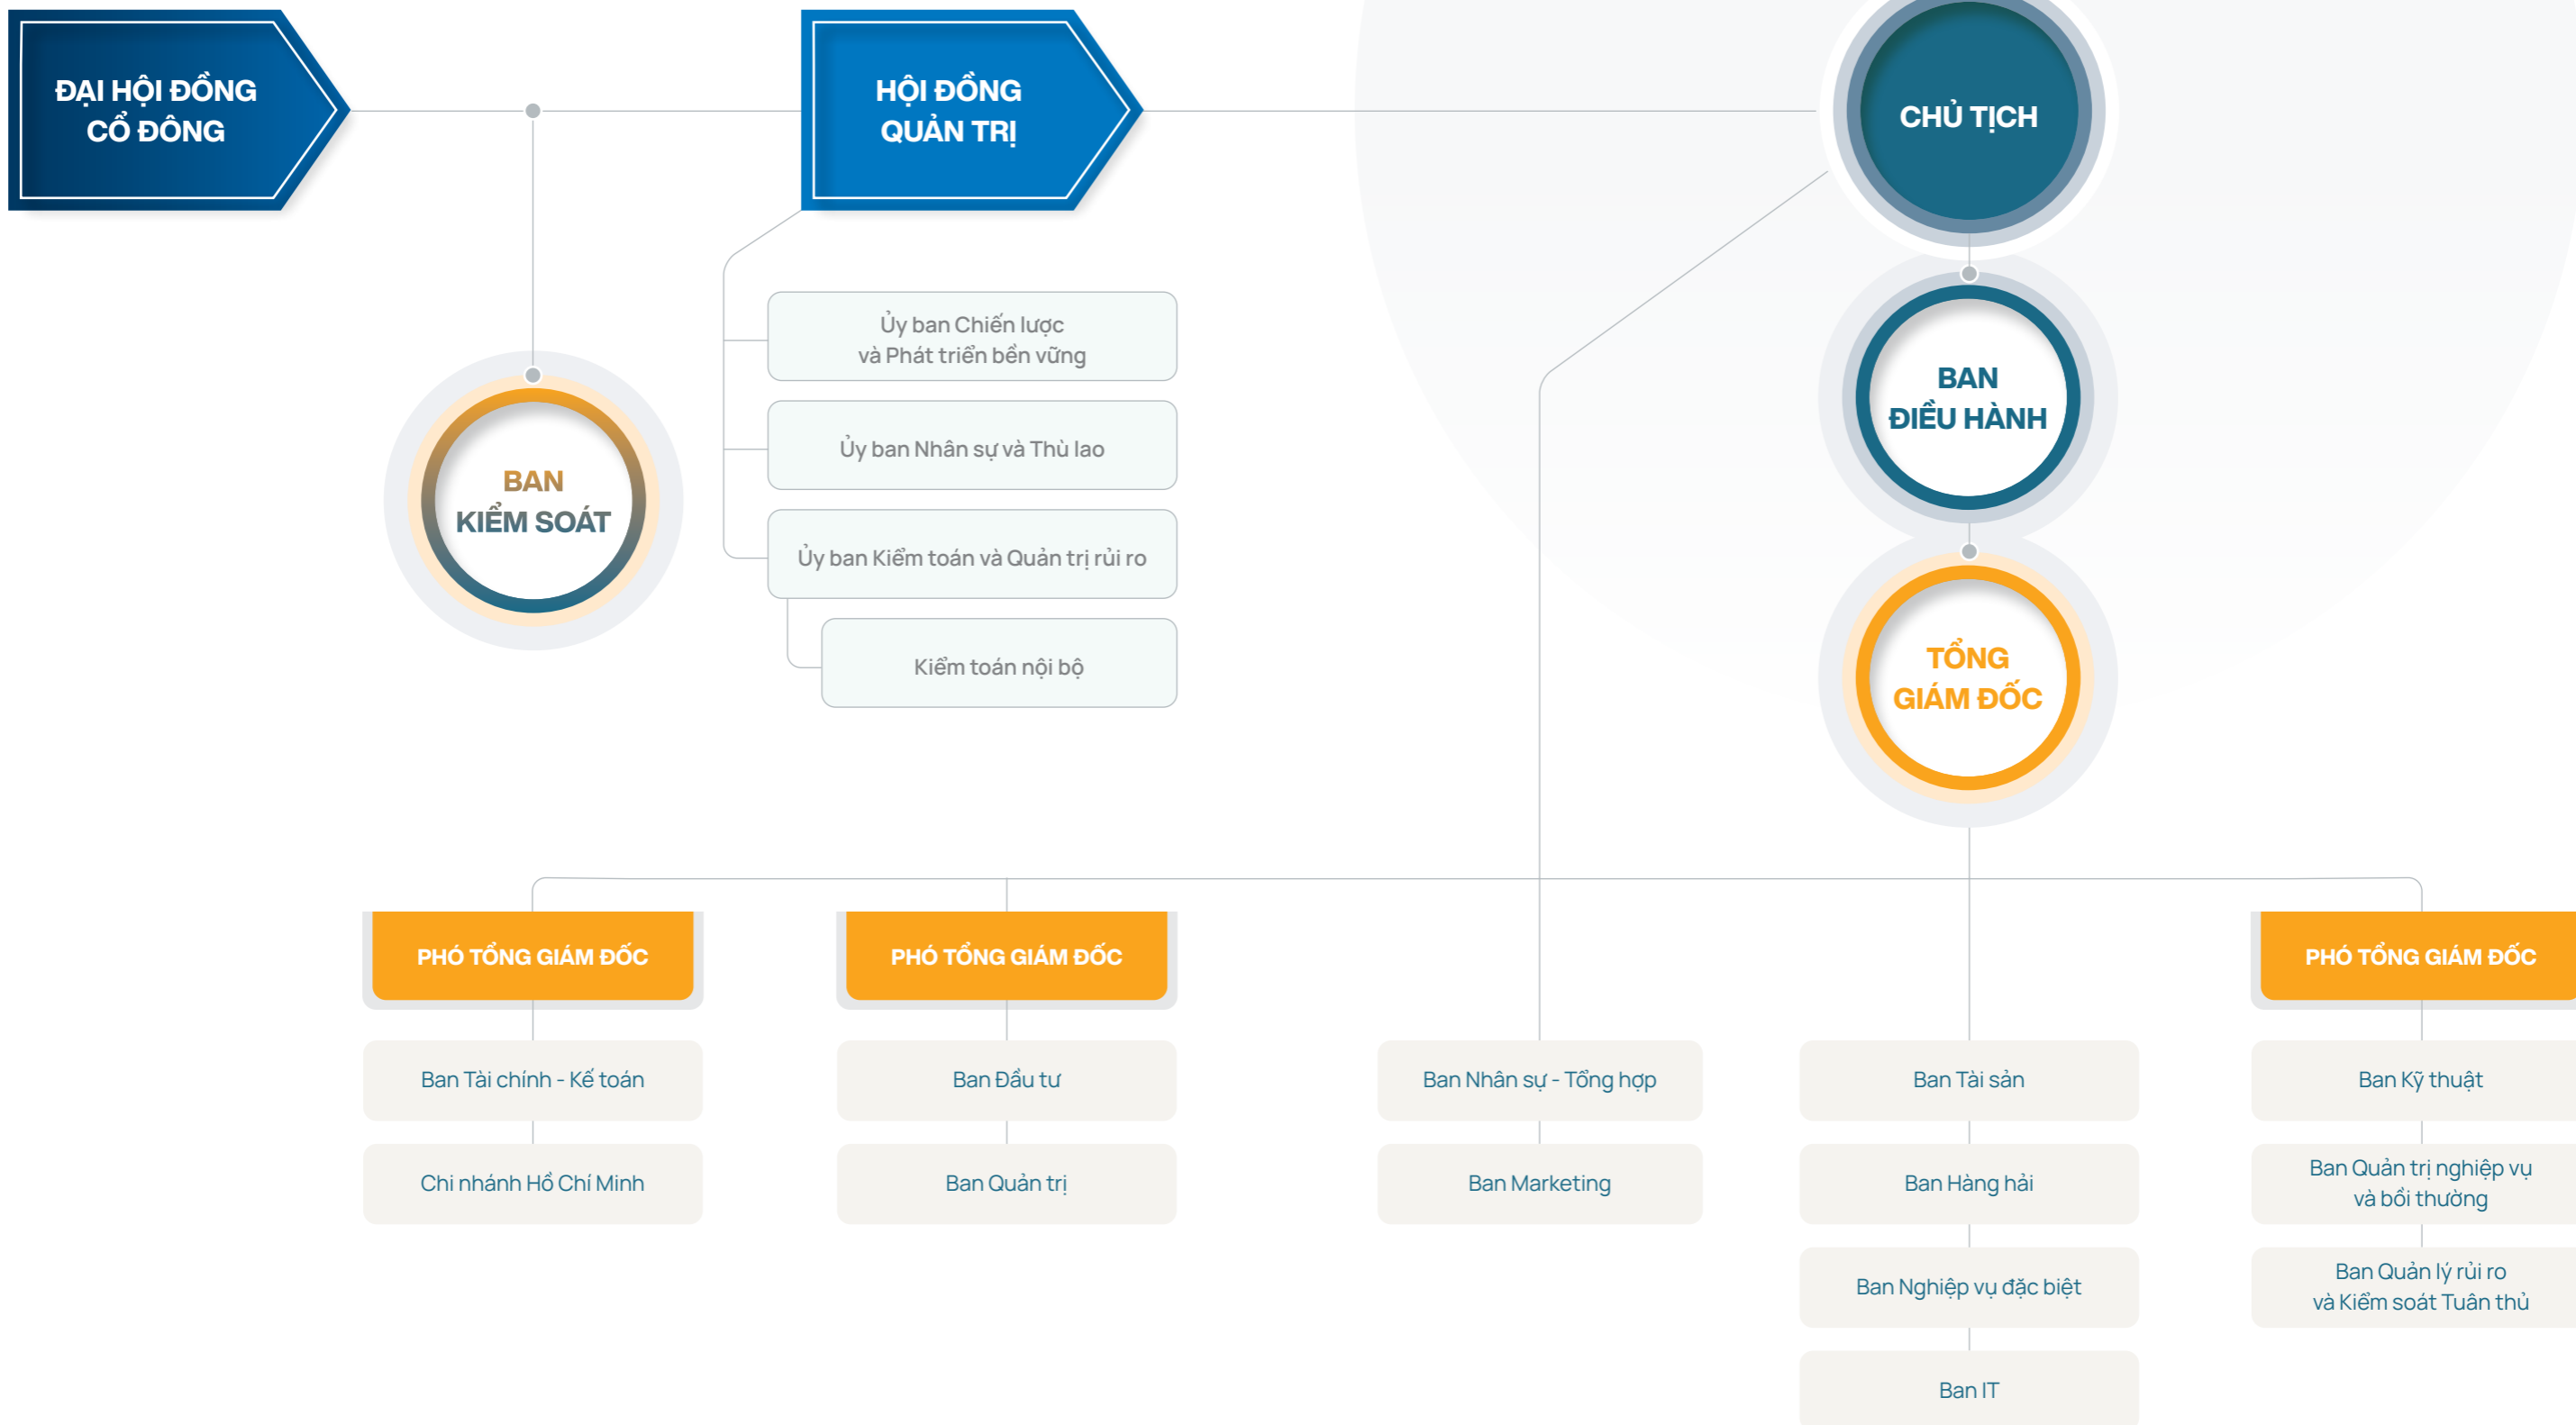 ĐẠI HỘI ĐỒNG
CỔ ĐÔNG
HỘI ĐỒNG
QUẢN TRỊ
CHỦ TỊCH
Ủy ban Chiến lược
và Phát triển bền vững
Ủy ban Nhân sự và Thù lao
Ủy ban Kiểm toán và Quản trị rủi ro
Kiểm toán nội bộ
BAN
KIỂM SOÁT
BAN
ĐIỀU HÀNH
TỔNG
GIÁM ĐỐC
PHÓ TỔNG GIÁM ĐỐC
Ban Tài chính - Kế toán
Chi nhánh Hồ Chí Minh
PHÓ TỔNG GIÁM ĐỐC
Ban Đầu tư
Ban Quản trị
Ban Nhân sự - Tổng hợp
Ban Marketing
Ban Tài sản
Ban Hàng hải
Ban Nghiệp vụ đặc biệt
Ban IT
PHÓ TỔNG GIÁM ĐỐC
Ban Kỹ thuật
Ban Quản trị nghiệp vụ
và bồi thường
Ban Quản lý rủi ro
và Kiểm soát Tuân thủ